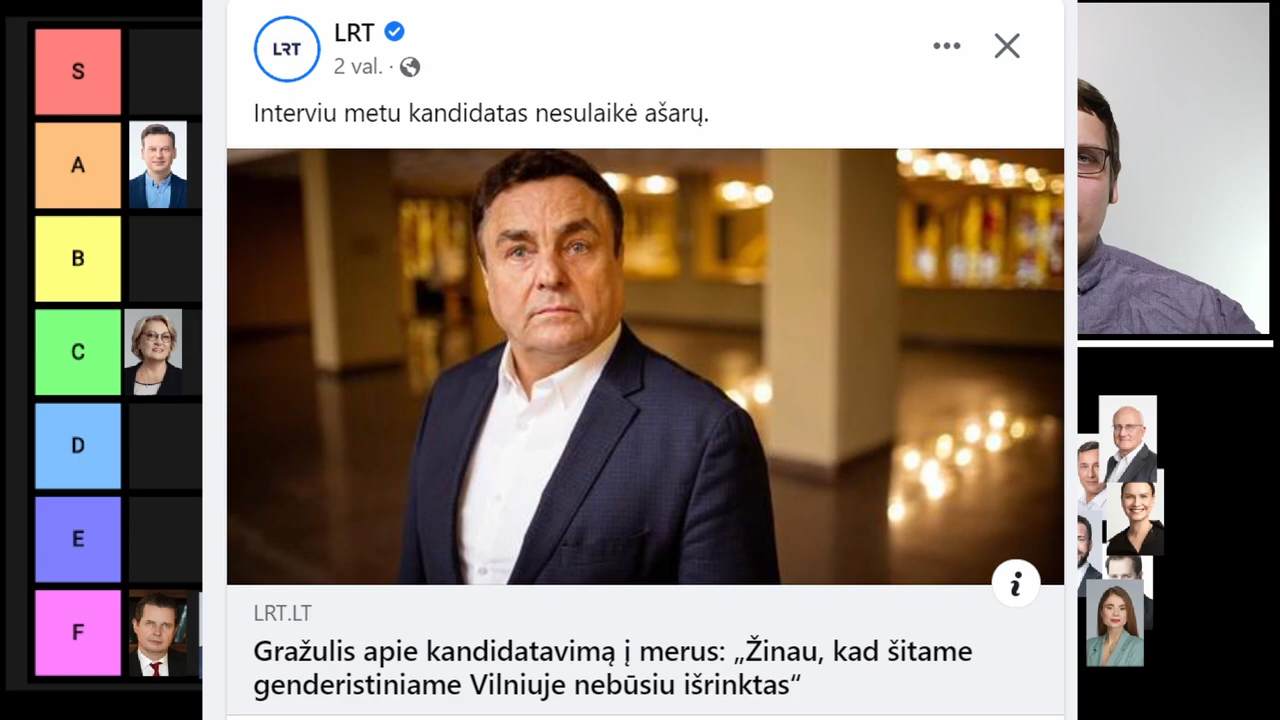 S
A
B
C
D
E
F
LRT
LRT
2 val. ·
Interviu metu kandidatas nesulaikė ašarų.
i
LRT.LT
Gražulis apie kandidatavimą į merus: „Žinau, kad šitame
genderistiniame Vilniuje nebūsiu išrinktas“